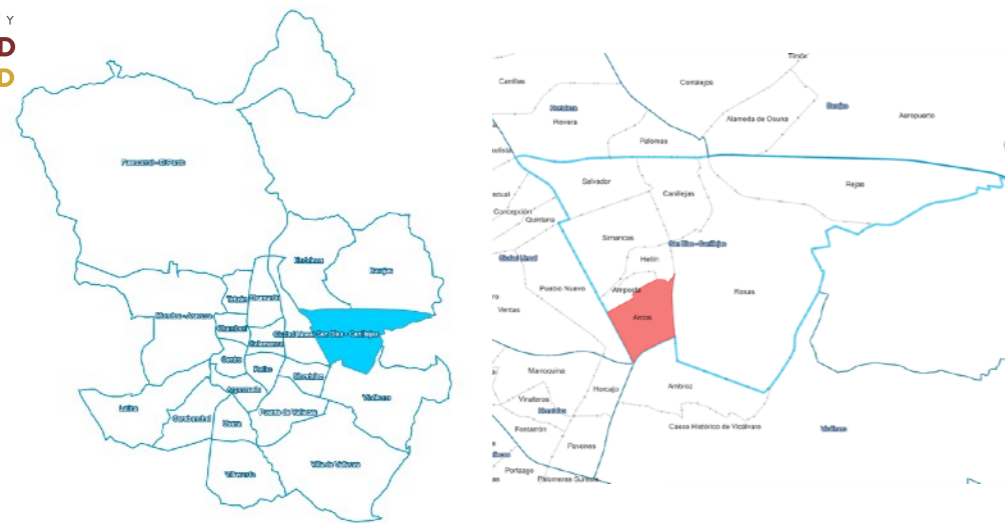 Y
D
D
Fuencarral - El Pardo
Hortaleza
Barajas
Tetuán
Chamartín
Moncloa - Aravaca
Chamberí
Ciudad Lineal
San Blas - Canillejas
Salamanca
Centro
Retiro
Moratalaz
Arganzuela
Latina
Carabanchel
Usera
Puente de Vallecas
Vicálvaro
Villaverde
Villa de Vallecas
Timón
Canillas
Corralejos
Hortaleza
Piovera
Barajas
Alameda de Osuna
Aeropuerto
Palomas
Salvador
Canillejas
Rejas
Concepción
Quintana
Simancas
San Blas - Canillejas
Ciudad Lineal
Hellín
Pueblo Nuevo
Amposta
Rosas
Ventas
Arcos
Marroquina
Horcajo
Ambroz
Vinateros
Moratalaz
Fontarrón
Casco Histórico de Vicálvaro
Vicálvaro
Pavones
Portazgo
Palomeras Sureste